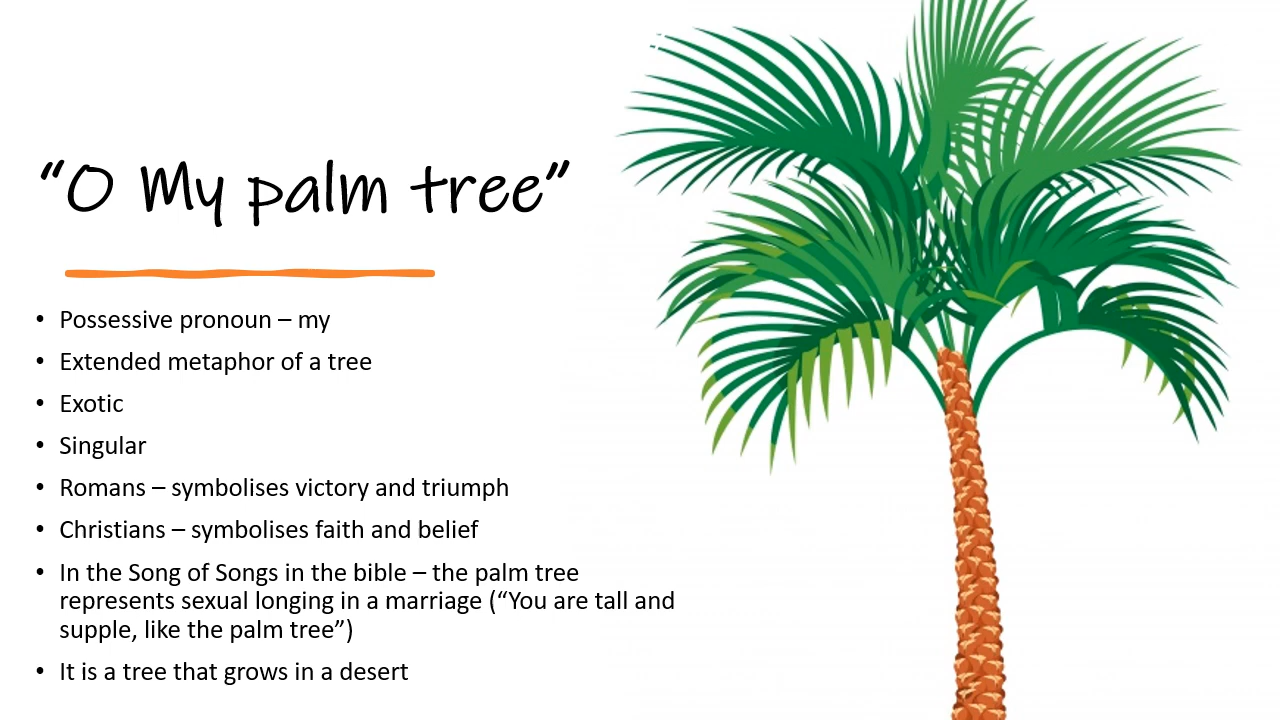 “O My palm tree”
• Possessive pronoun – my
• Extended metaphor of a tree
• Exotic
• Singular
• Romans – symbolises victory and triumph
• Christians – symbolises faith and belief
• In the Song of Songs in the bible – the palm tree
represents sexual longing in a marriage (“You are tall and
supple, like the palm tree”)
• It is a tree that grows in a desert